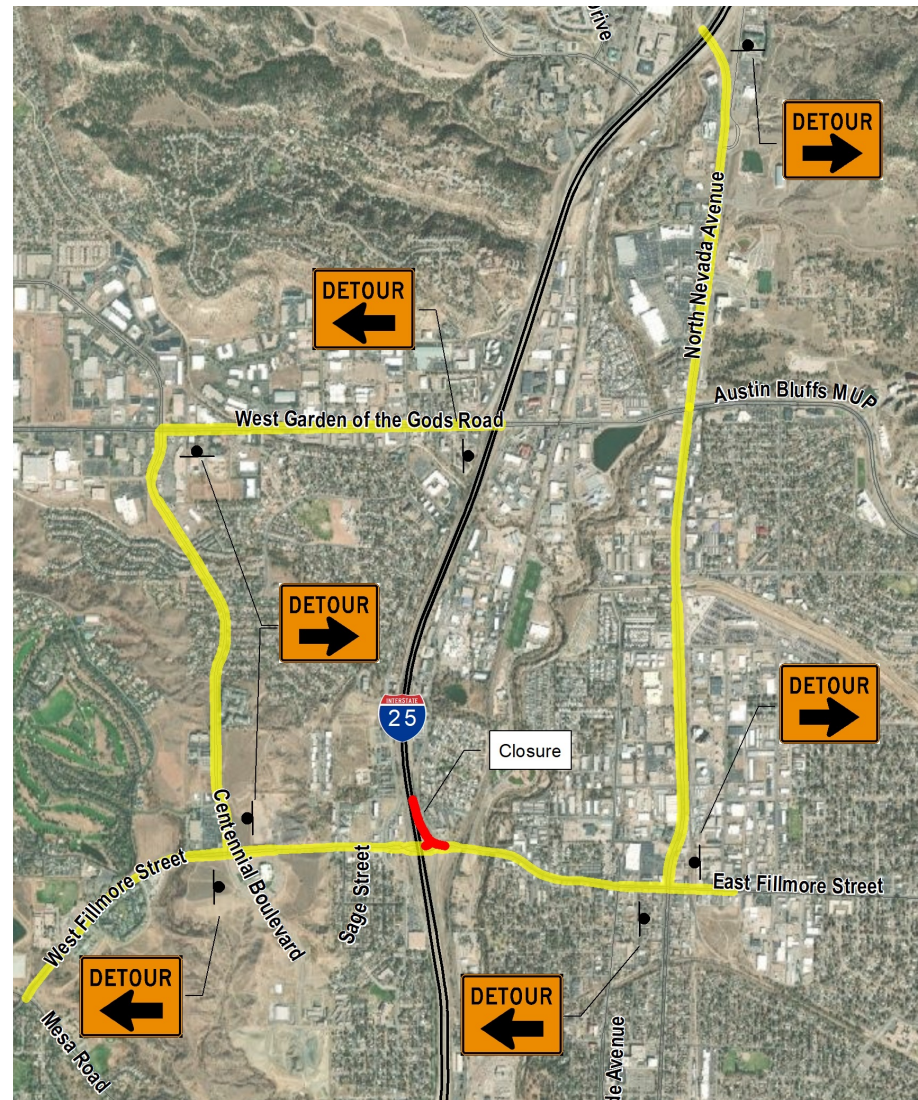 Drive
DETOUR
North Nevada Avenue
DETOUR
Austin Bluffs M UP
West Garden of the Gods Road
DETOUR
DETOUR
INTERSTATE
25
Closure
Centennial Boulevard
West Fillmore Street
Sage Street
East Fillmore Street
DETOUR
DETOUR
Mesa Road
de Avenue